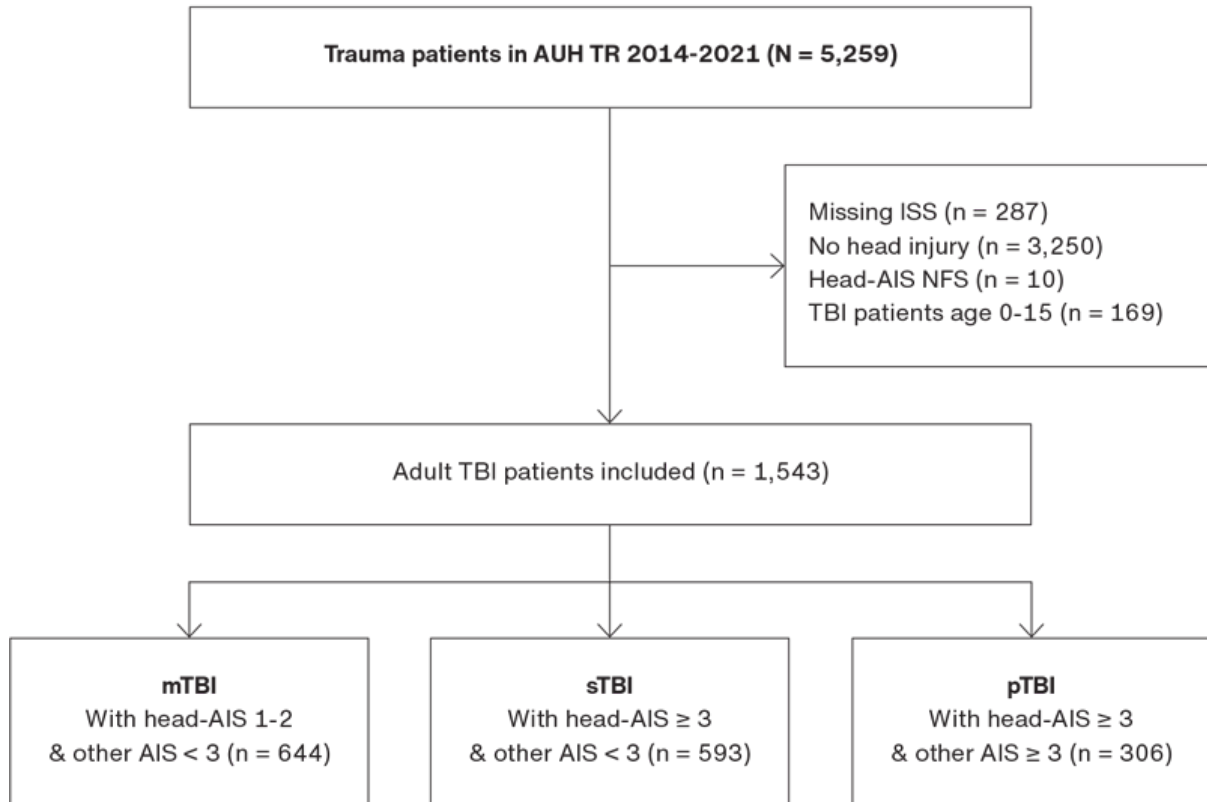 Trauma patients in AUH TR 2014-2021 (N = 5,259)
Missing ISS (n = 287)
No head injury (n = 3,250)
Head-AIS NFS (n = 10)
TBI patients age 0-15 (n = 169)
Adult TBI patients included (n = 1,543)
mTBI
With head-AIS 1-2
& other AIS < 3 (n = 644)
sTBI
With head-AIS ≥ 3
& other AIS < 3 (n = 593)
pTBI
With head-AIS ≥ 3
& other AIS ≥ 3 (n = 306)